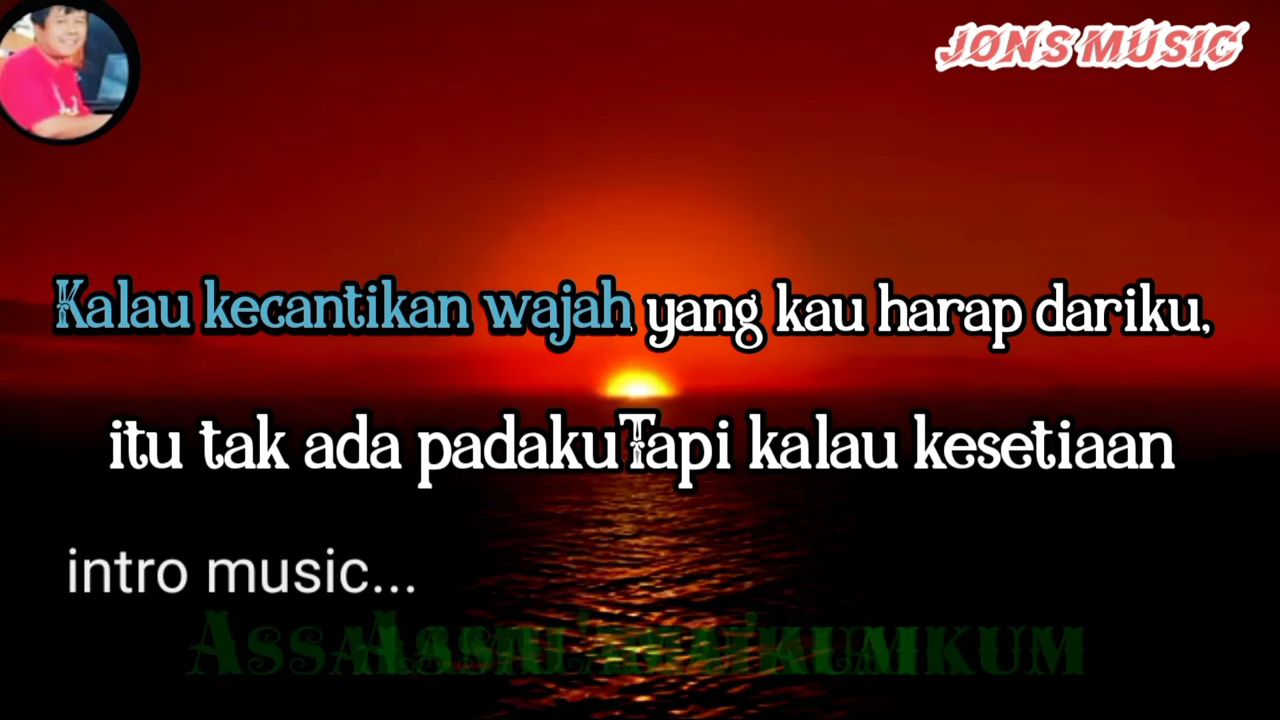 JONS MUSIC
Kalau kecantikan wajah yang kau harap dariku,
itu tak ada padakuTapi kalau kesetiaan
intro music...